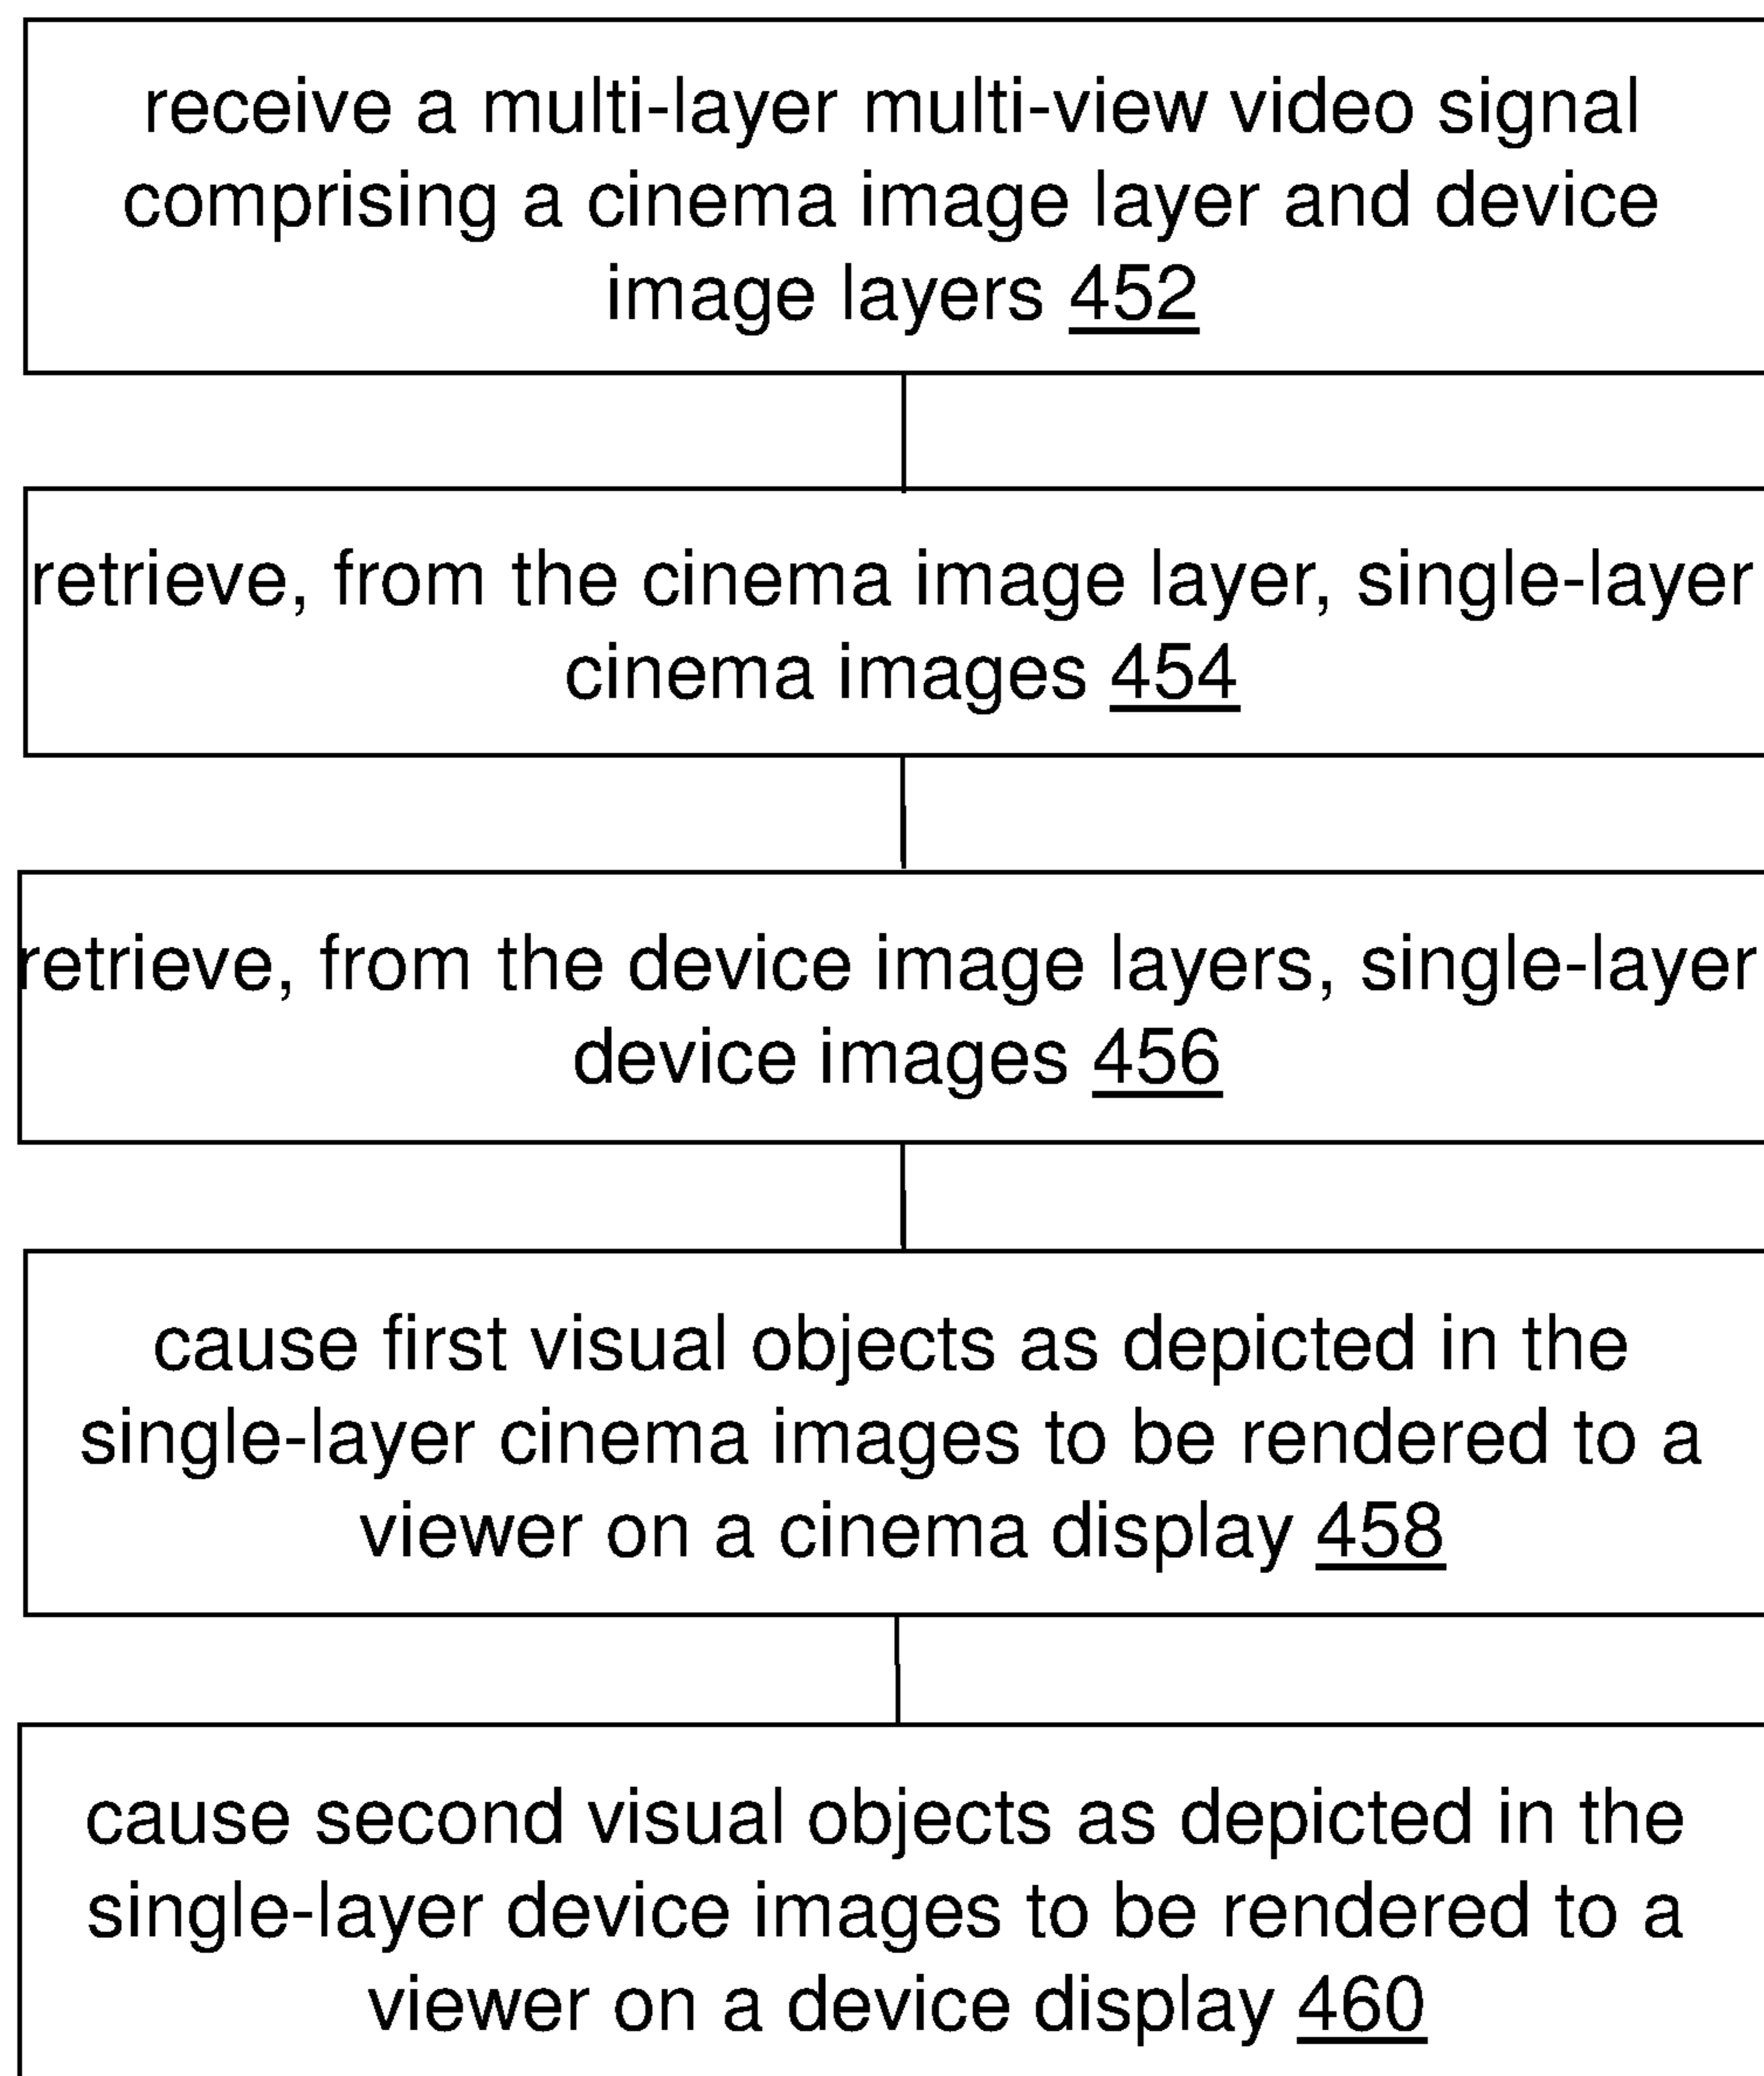 receive a multi-layer multi-view video signal
comprising a cinema image layer and device
image layers 452
retrieve, from the cinema image layer, single-layer
cinema images 454
retrieve, from the device image layers, single-layer
device images 456
cause first visual objects as depicted in the
single-layer cinema images to be rendered to a
viewer on a cinema display 458
cause second visual objects as depicted in the
single-layer device images to be rendered to a
viewer on a device display 460